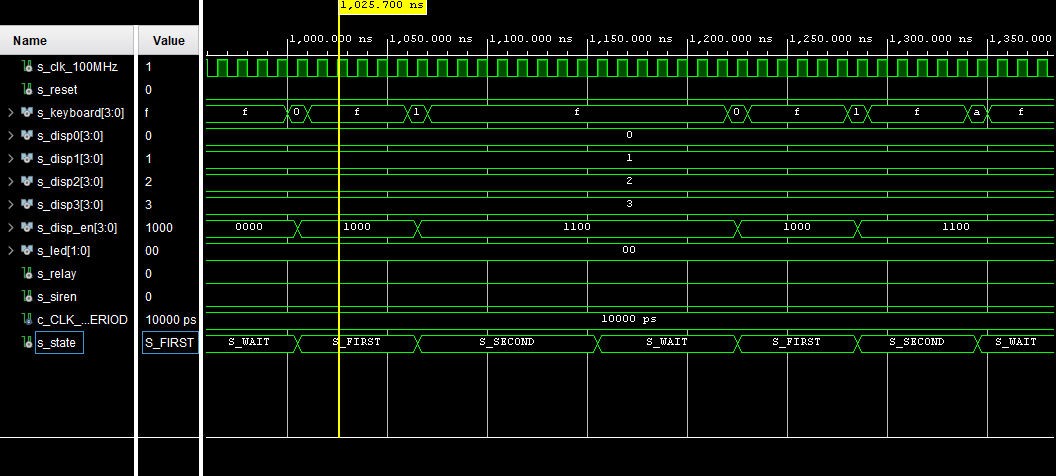 1,025.700 ns
Name Value
1,000.000 ns 1,050.000 ns 1,100.000 ns 1,150.000 ns 1,200.000 ns 1,250.000 ns 1,300.000 ns 1,350.000
s_clk_100MHz 1
s_reset 0
s_keyboard[3:0] f f 0 f 1 f 0 f 1 f a f
s_disp0[3:0] 0 0
s_disp1[3:0] 1 1
s_disp2[3:0] 2 2
s_disp3[3:0] 3 3
s_disp_en[3:0] 1000 0000 1000 1100 1000 1100
s_led[1:0] 00 00
s_relay 0
s_siren 0
c_CLK_...ERIOD 10000 ps 10000 ps
s_state S_FIRST S_WAIT S_FIRST S_SECOND S_WAIT S_FIRST S_SECOND S_WAIT